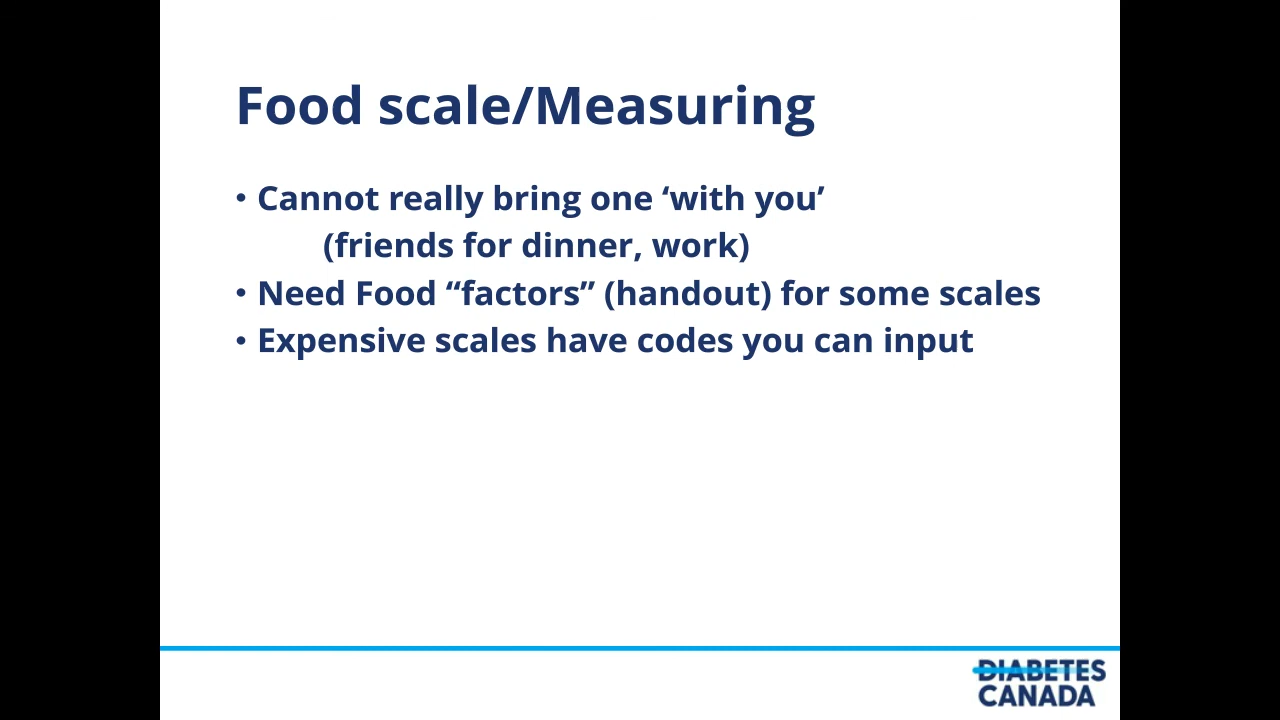 Food scale/Measuring
• Cannot really bring one ‘with you’
(friends for dinner, work)
• Need Food “factors” (handout) for some scales
• Expensive scales have codes you can input
DIABETES
CANADA